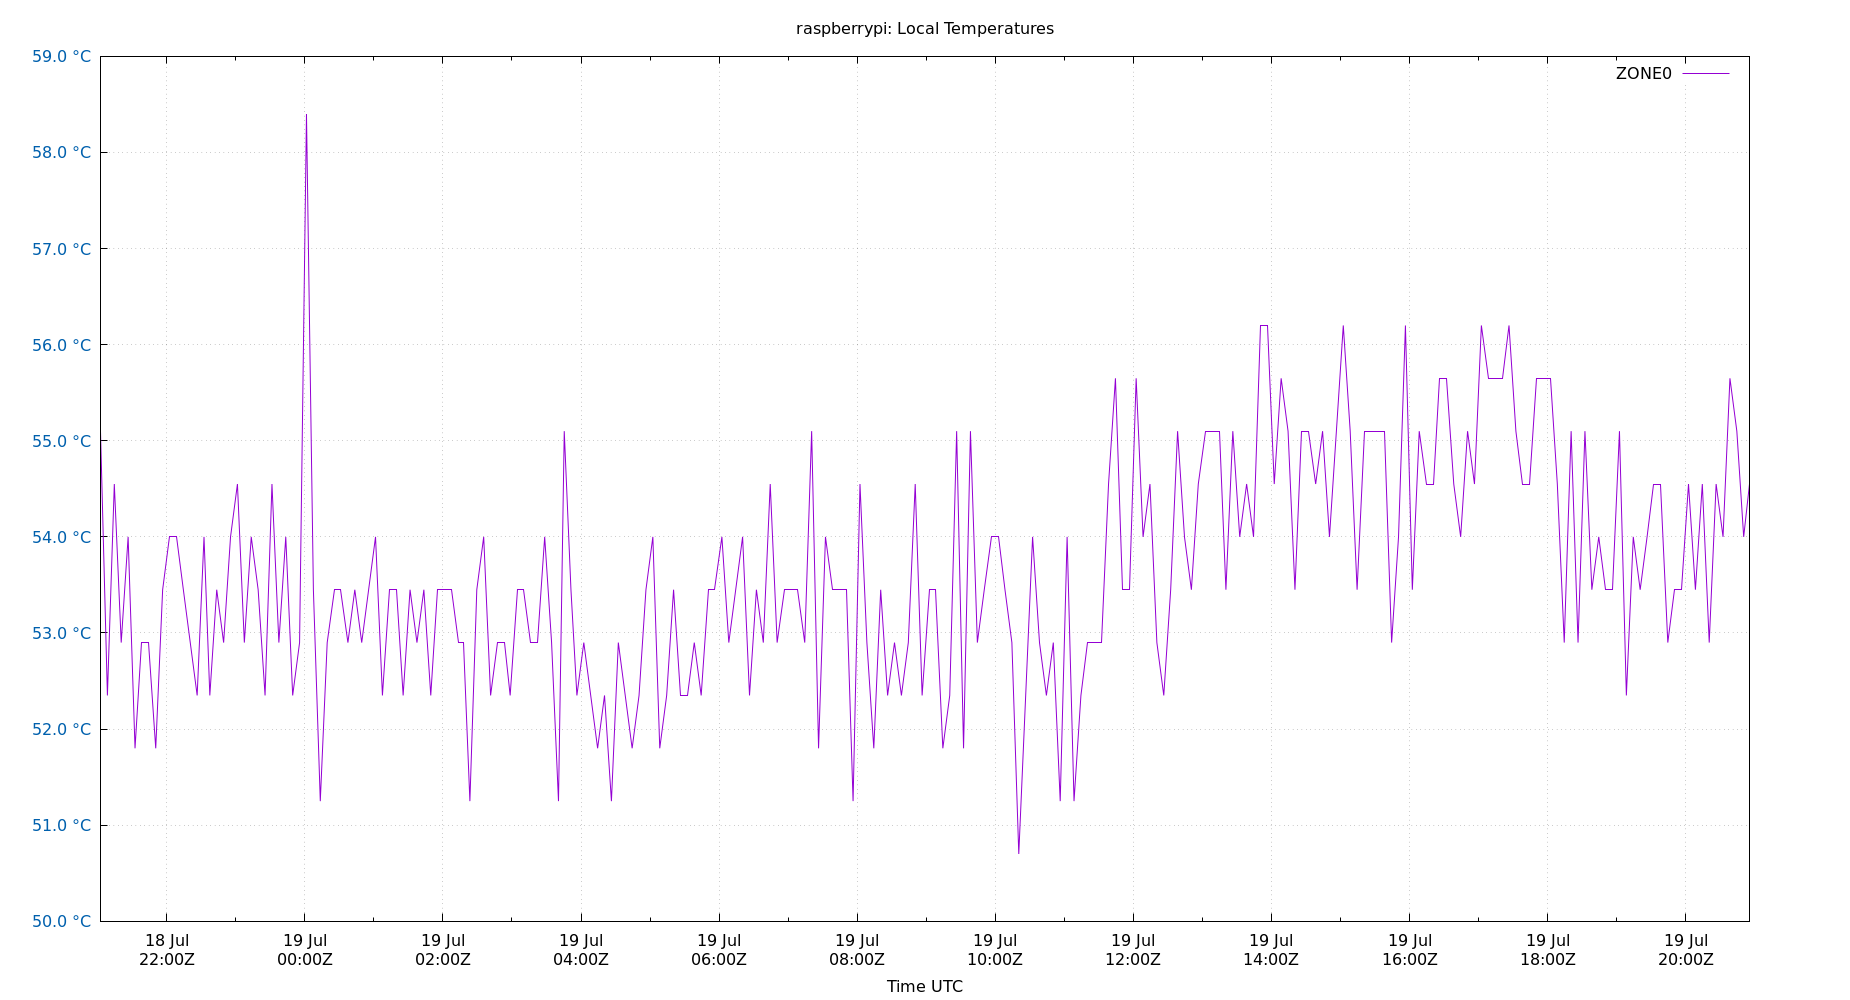 raspberrypi: Local Temperatures
59.0 °C
ZONE0
58.0 °C
57.0 °C
56.0 °C
55.0 °C
54.0 °C
53.0 °C
52.0 °C
51.0 °C
50.0 °C
18 Jul 19 Jul 19 Jul 19 Jul 19 Jul 19 Jul 19 Jul 19 Jul 19 Jul 19 Jul 19 Jul 19 Jul
22:00Z 00:00Z 02:00Z 04:00Z 06:00Z 08:00Z 10:00Z 12:00Z 14:00Z 16:00Z 18:00Z 20:00Z
Time UTC